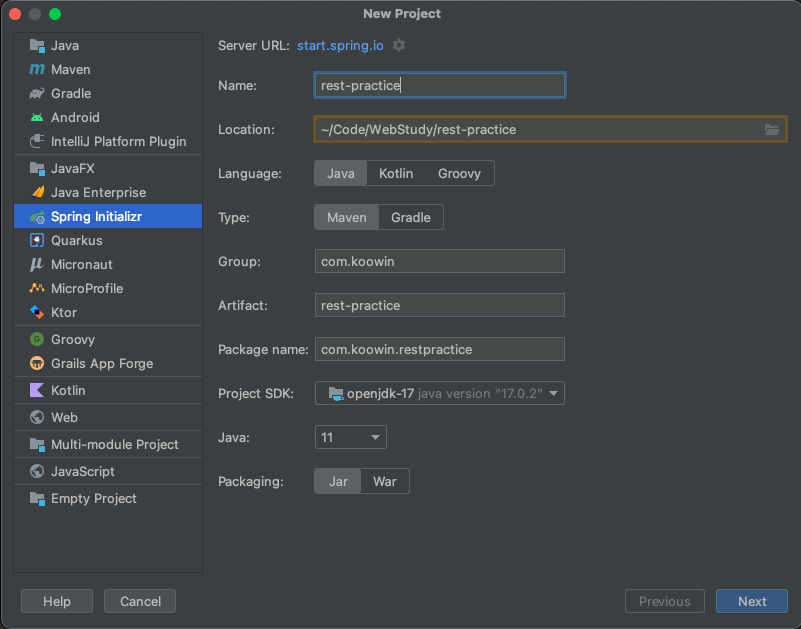 New Project
Java
Maven
Gradle
Android
IntelliJ Platform Plugin
JavaFX
Java Enterprise
Spring Initializr
Quarkus
Micronaut
MicroProfile
Ktor
Groovy
Grails App Forge
Kotlin
Web
Multi-module Project
JavaScript
Empty Project
Server URL: start.spring.io
Name: rest-practice
Location: ~/Code/WebStudy/rest-practice
Language: Java Kotlin Groovy
Type: Maven Gradle
Group: com.koowin
Artifact: rest-practice
Package name: com.koowin.restpractice
Project SDK: openjdk-17 java version "17.0.2"
Java: 11
Packaging: Jar War
Help Cancel Previous Next